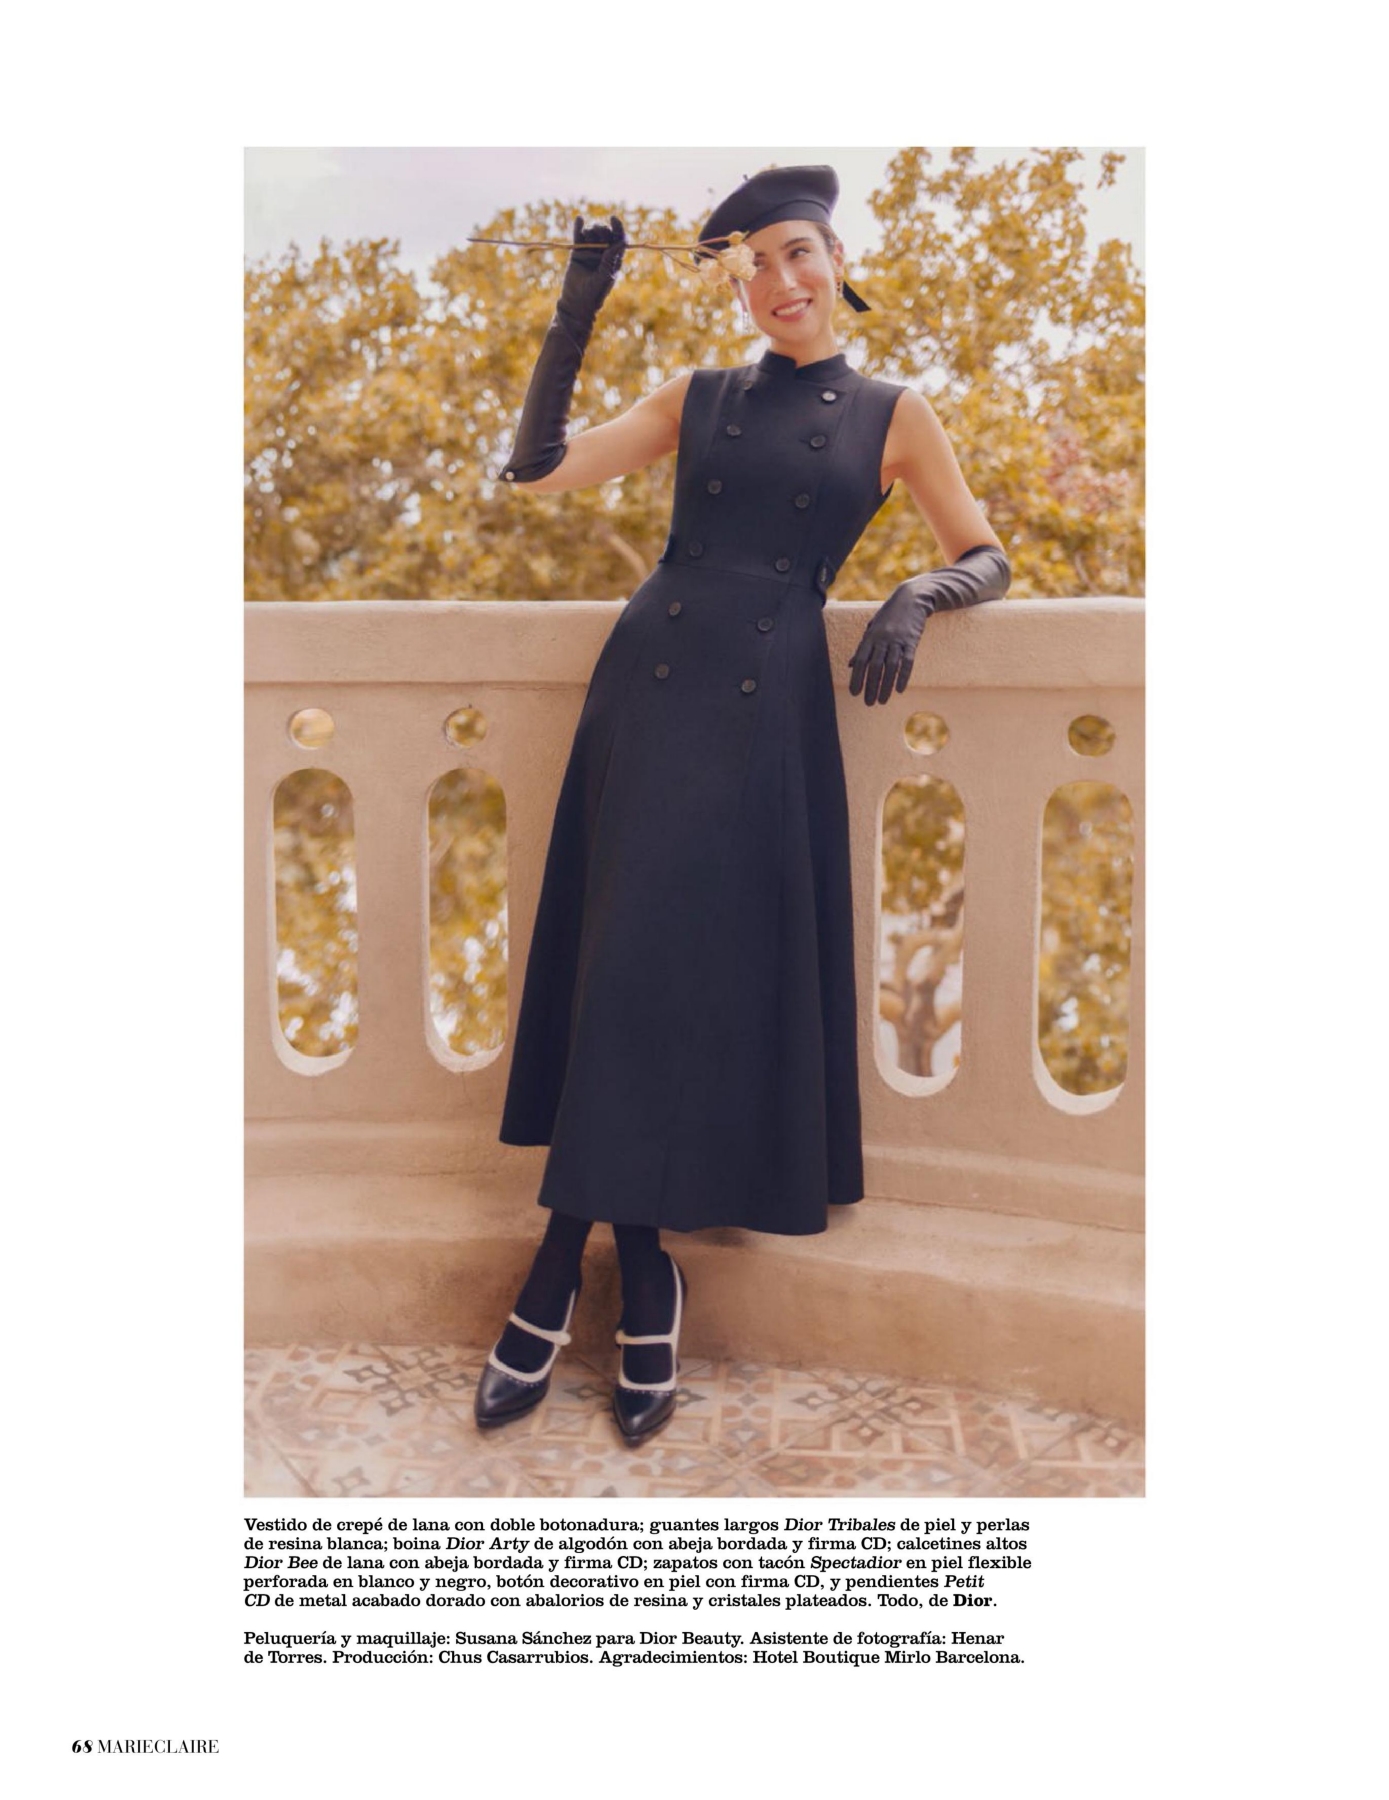 Vestido de crepé de lana con doble botonadura; guantes largos Dior Tribales de piel y perlas
de resina blanca; boina Dior Arty de algodón con abeja bordada y firma CD; calcetines altos
Dior Bee de lana con abeja bordada y firma CD; zapatos con tacón Spectadior en piel flexible
perforada en blanco y negro, botón decorativo en piel con firma CD, y pendientes Petit
CD de metal acabado dorado con abalorios de resina y cristales plateados. Todo, de Dior.
Peluquería y maquillaje: Susana Sánchez para Dior Beauty. Asistente de fotografía: Henar
de Torres. Producción: Chus Casarrubios. Agradecimientos: Hotel Boutique Mirlo Barcelona.
68 MARIECLAIRE